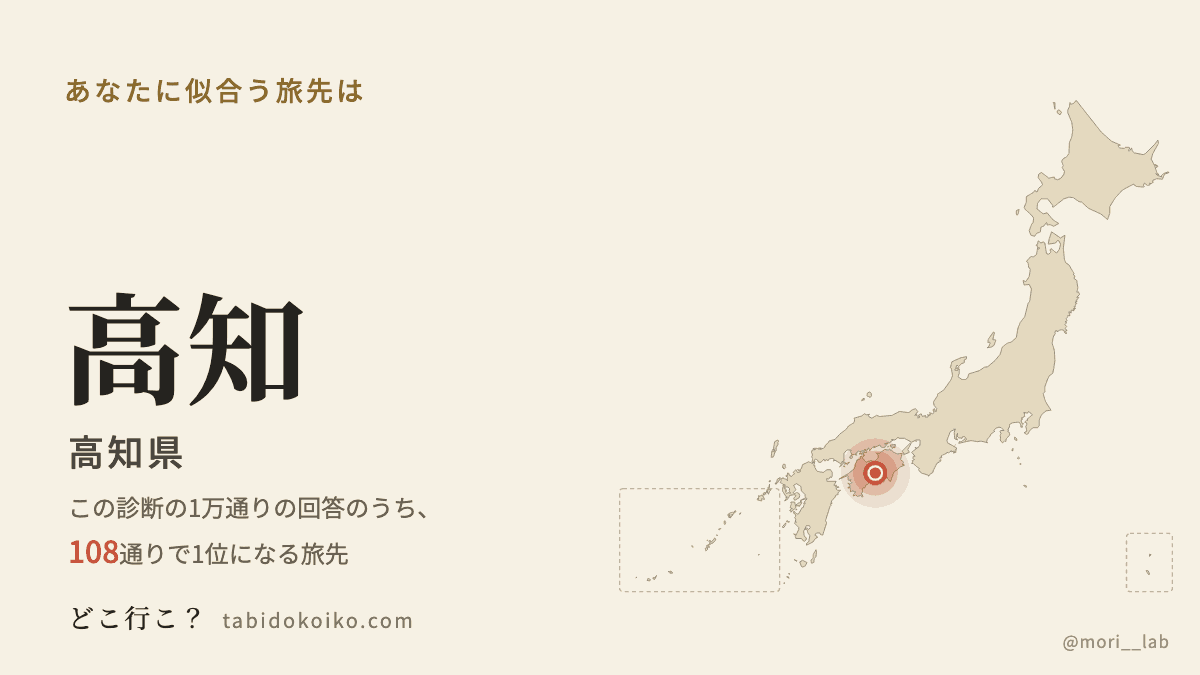 あなたに似合う旅先は
高知
高知県
この診断の1万通りの回答のうち、
108通りで1位になる旅先
どこ行こ？ tabidokoiko.com
@mori__lab